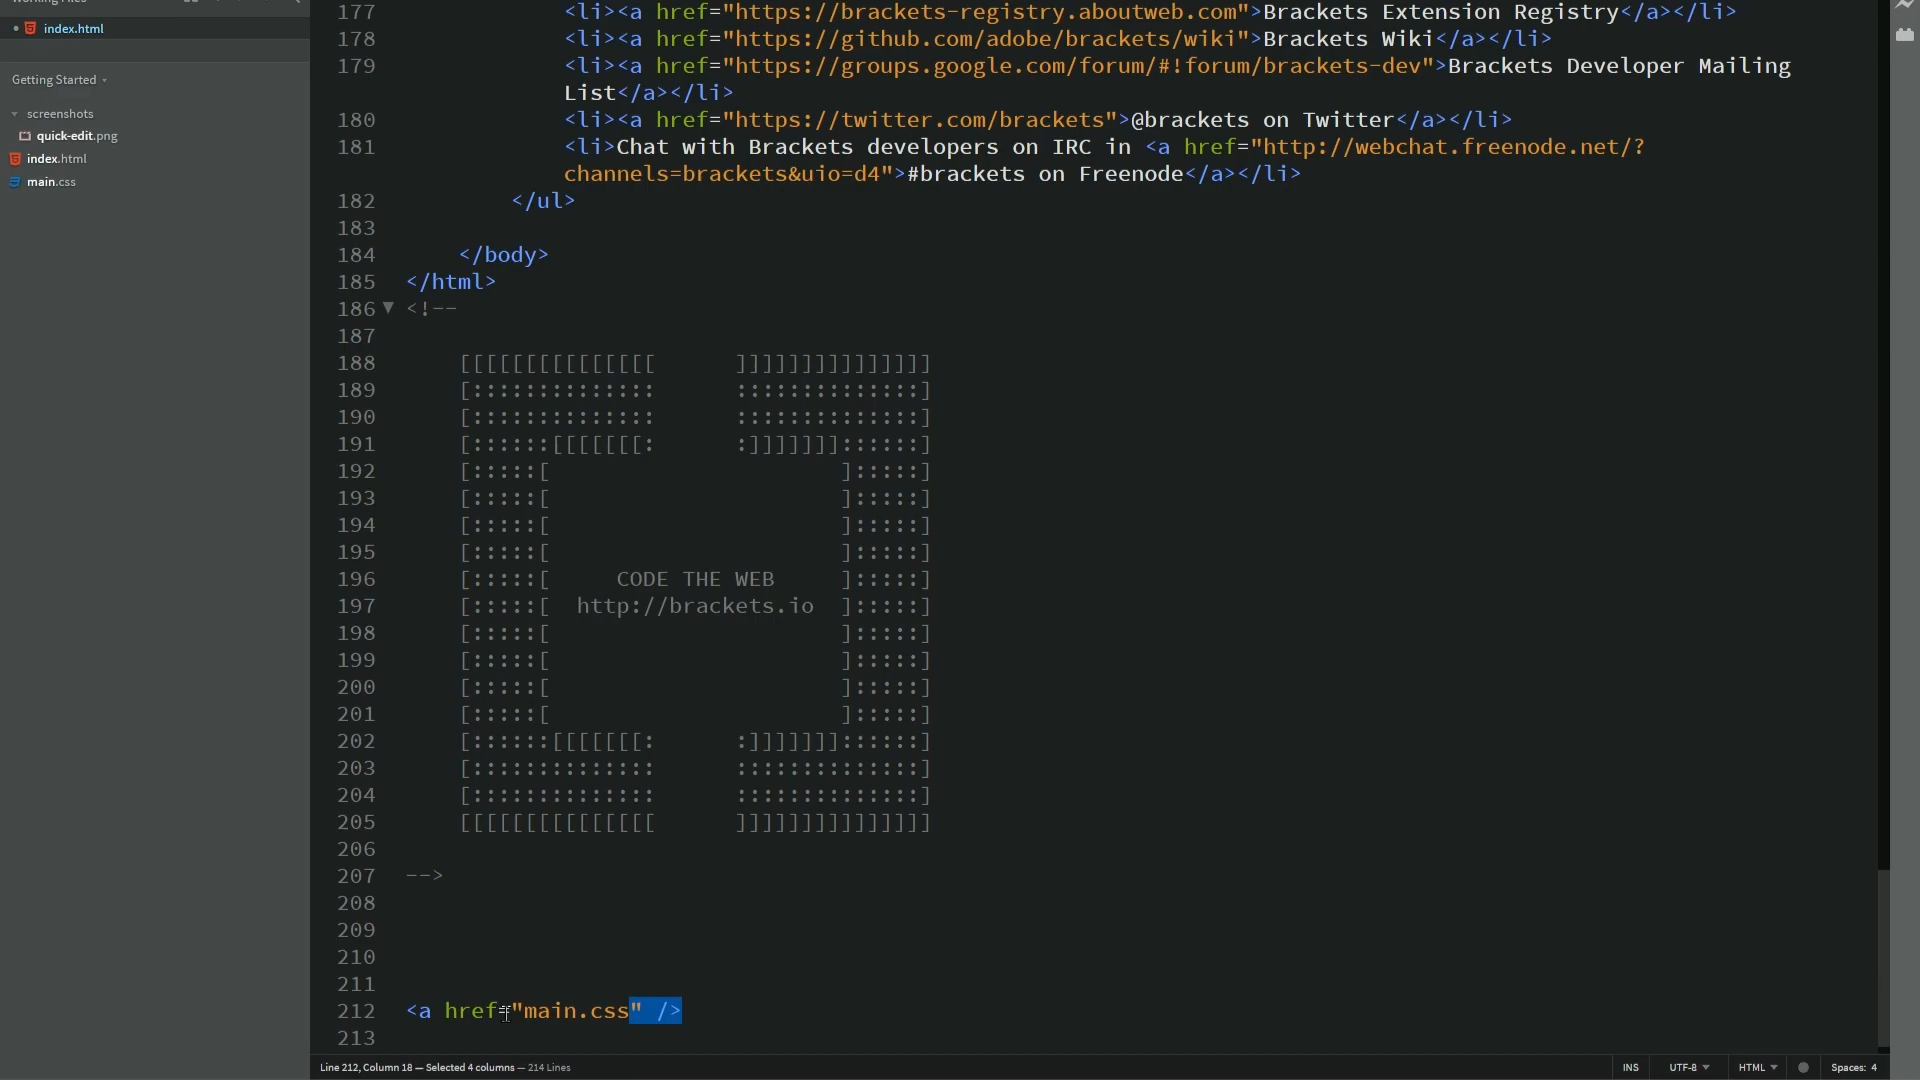 index.html
Getting Started
screenshots
quick-edit.png
index.html
main.css
177 <li><a href="https://brackets-registry.aboutweb.com">Brackets Extension Registry</a></li>
178 <li><a href="https://github.com/adobe/brackets/wiki">Brackets Wiki</a></li>
179 <li><a href="https://groups.google.com/forum/#!forum/brackets-dev">Brackets Developer Mailing
List</a></li>
180 <li><a href="https://twitter.com/brackets">@brackets on Twitter</a></li>
181 <li>Chat with Brackets developers on IRC in <a href="http://webchat.freenode.net/?
channels=brackets&uio=d4">#brackets on Freenode</a></li>
182 </ul>
183
184 </body>
185 </html>
186 <!--
187
188 [[[[[[[[[[[[[[[      ]]]]]]]]]]]]]]]
189 [::::::::::::::      ::::::::::::::]
190 [::::::::::::::      ::::::::::::::]
191 [::::::[[[[[[[:      :]]]]]]]::::::]
192 [:::::[                      ]:::::]
193 [:::::[                      ]:::::]
194 [:::::[                      ]:::::]
195 [:::::[                      ]:::::]
196 [:::::[     CODE THE WEB     ]:::::]
197 [:::::[  http://brackets.io  ]:::::]
198 [:::::[                      ]:::::]
199 [:::::[                      ]:::::]
200 [:::::[                      ]:::::]
201 [:::::[                      ]:::::]
202 [::::::[[[[[[[:      :]]]]]]]::::::]
203 [::::::::::::::      ::::::::::::::]
204 [::::::::::::::      ::::::::::::::]
205 [[[[[[[[[[[[[[[      ]]]]]]]]]]]]]]]
206
207 -->
208
209
210
211
212 <a href="main.css" />
213
Line 212, Column 18 — Selected 4 columns — 214 Lines
INS UTF-8 HTML Spaces: 4